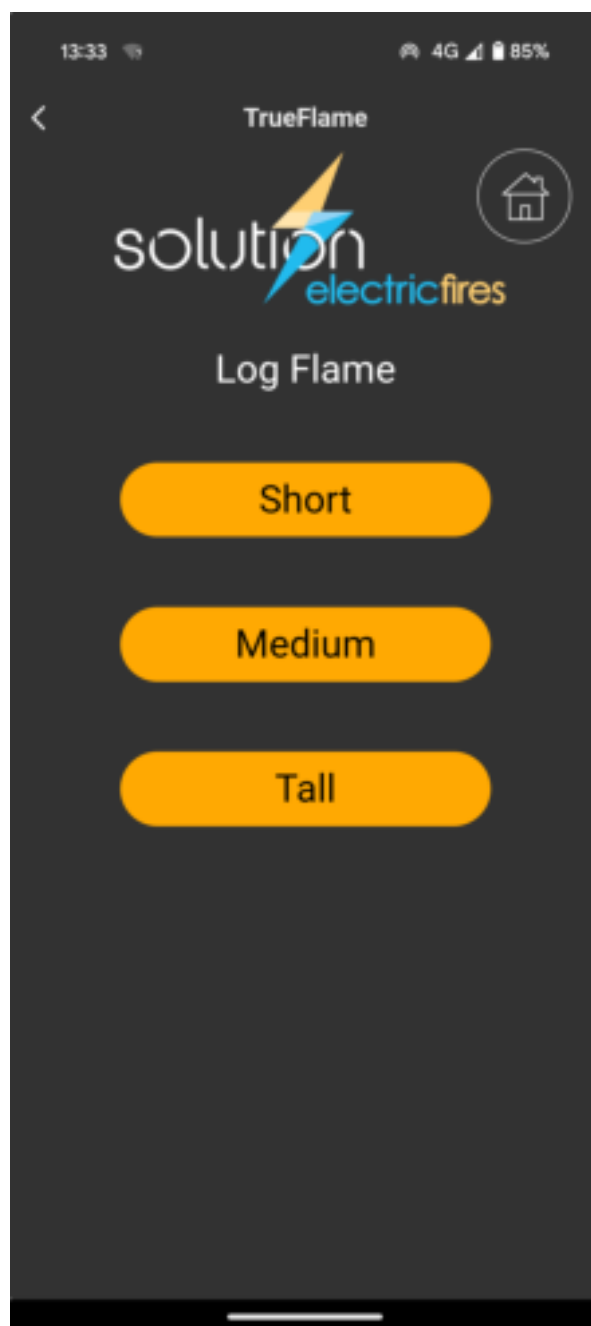 13:33 4G 85%
TrueFlame
solution
electricfires
Log Flame
Short
Medium
Tall